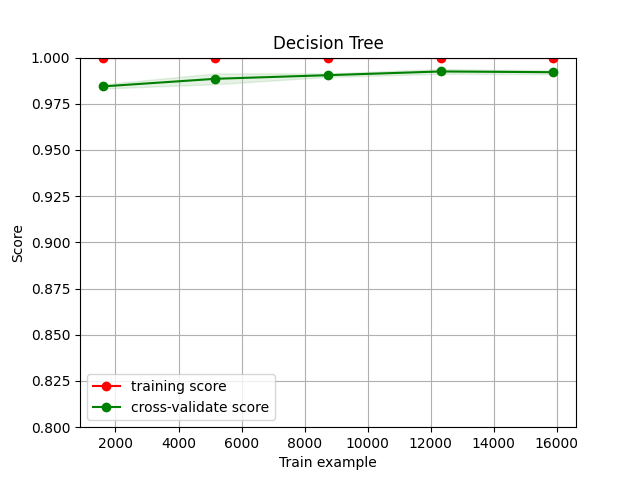 Decision Tree
1.000
0.975
0.950
0.925
0.900
0.875
0.850
0.825
0.800
Score
training score
cross-validate score
2000 4000 6000 8000 10000 12000 14000 16000
Train example